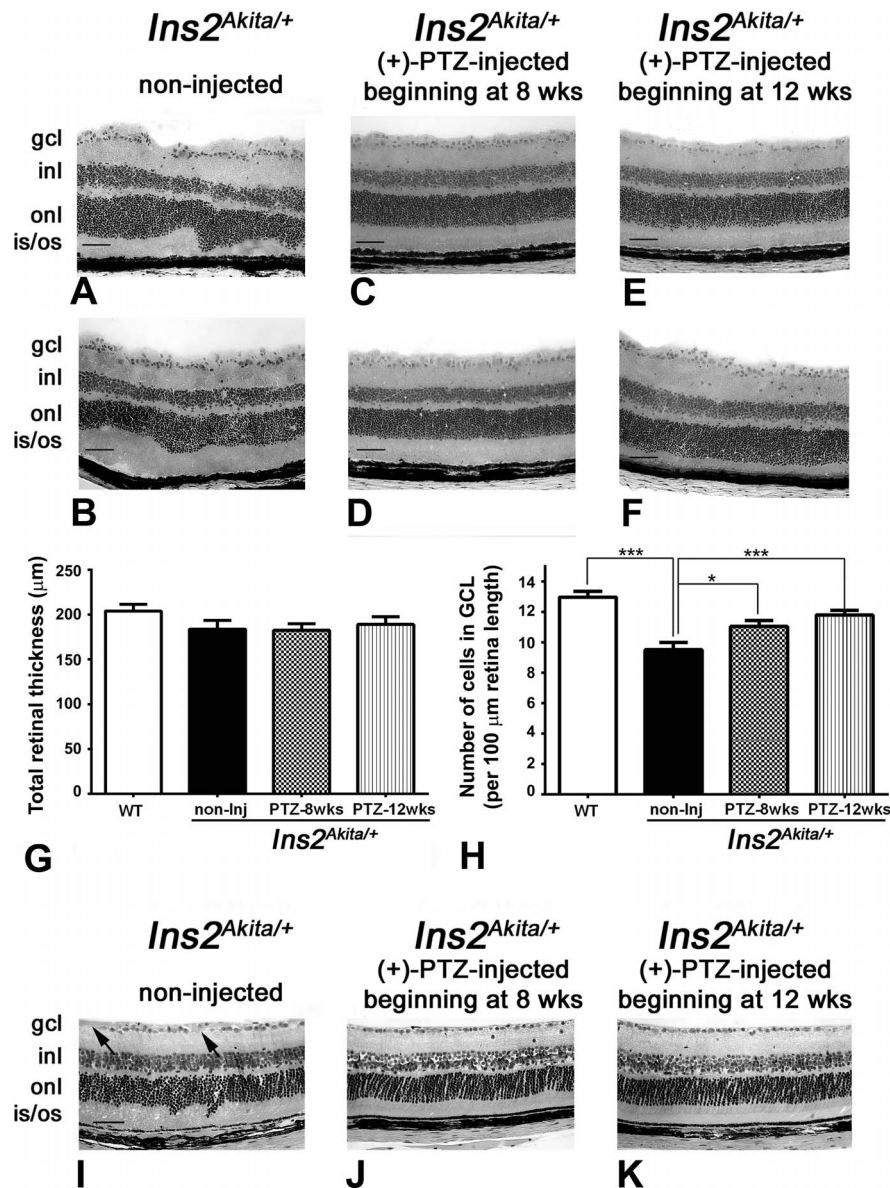 Ins2Akita/+ Ins2Akita/+ Ins2Akita/+
non-injected (+)-PTZ-injected beginning at 8 wks (+)-PTZ-injected beginning at 12 wks
gcl
inl
onl
is/os
A C E
gcl
inl
onl
is/os
B D F
Total retinal thickness (μm)
250
200
150
100
50
0
WT non-Inj PTZ-8wks PTZ-12wks
Ins2Akita/+
G
Number of cells in GCL
(per 100 μm retina length)
14
12
10
8
6
4
2
0
*** ***
*
WT non-Inj PTZ-8wks PTZ-12wks
Ins2Akita/+
H
Ins2Akita/+ Ins2Akita/+ Ins2Akita/+
non-injected (+)-PTZ-injected beginning at 8 wks (+)-PTZ-injected beginning at 12 wks
gcl
inl
onl
is/os
I J K